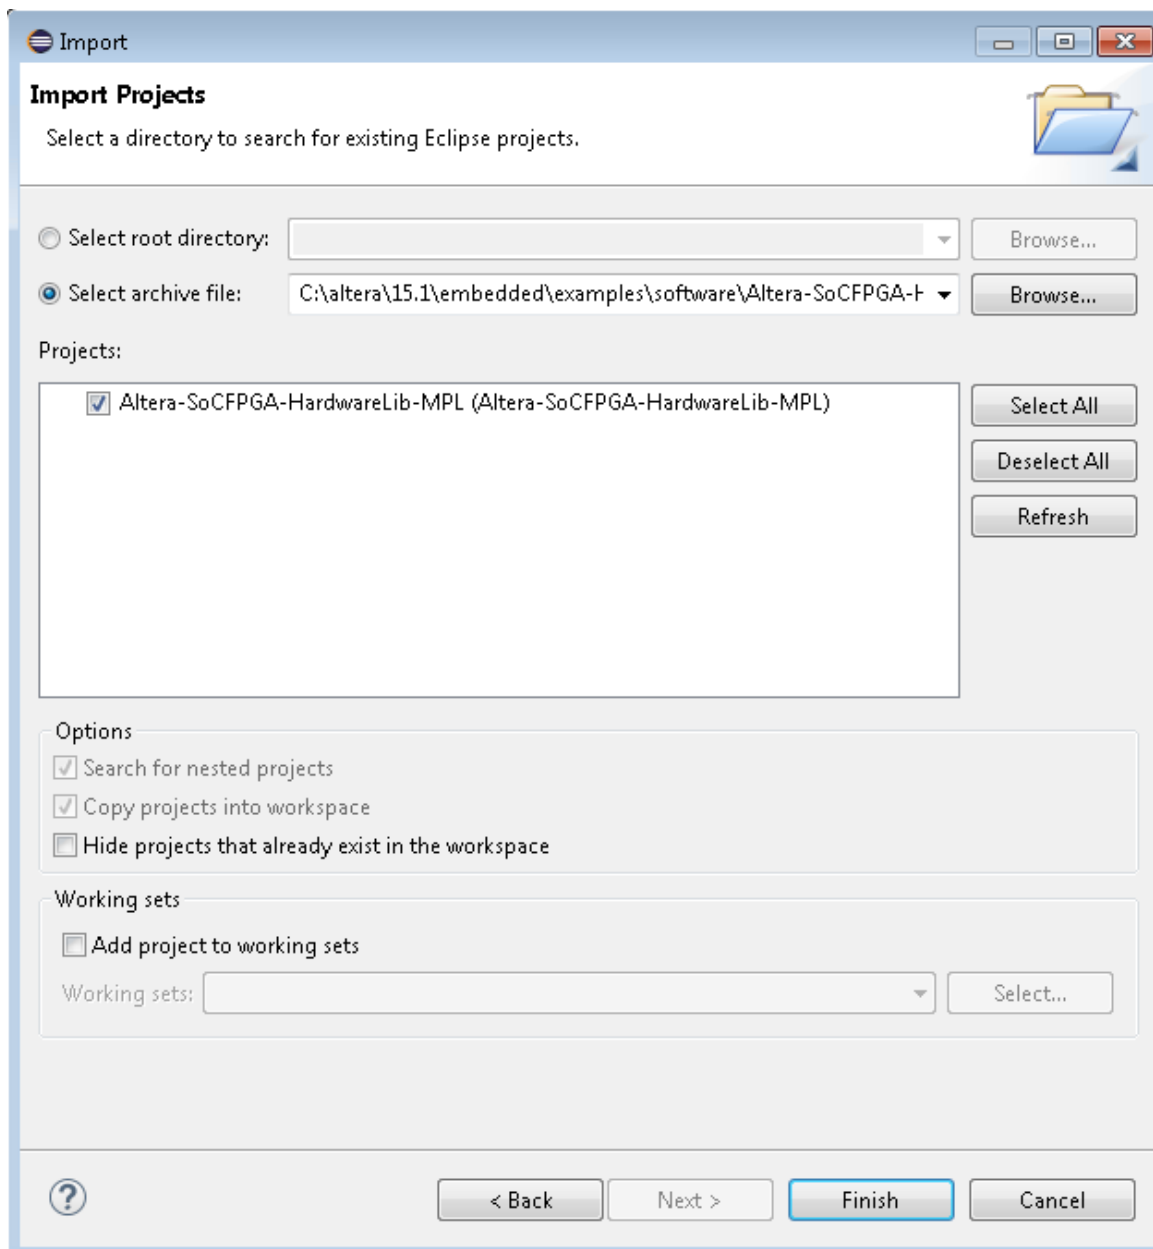 Import
Import Projects
Select a directory to search for existing Eclipse projects.
Select root directory:
Browse...
Select archive file:
C:\altera\15.1\embedded\examples\software\Altera-SoCFPGA-H
Browse...
Projects:
Altera-SoCFPGA-HardwareLib-MPL (Altera-SoCFPGA-HardwareLib-MPL)
Select All
Deselect All
Refresh
Options
Search for nested projects
Copy projects into workspace
Hide projects that already exist in the workspace
Working sets
Add project to working sets
Working sets:
Select...
?
< Back
Next >
Finish
Cancel